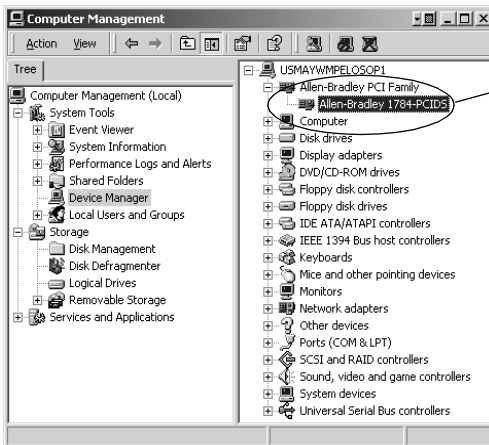 Computer Management
Action View
Tree
Computer Management (Local)
System Tools
Event Viewer
System Information
Performance Logs and Alerts
Shared Folders
Device Manager
Local Users and Groups
Storage
Disk Management
Disk Defragmenter
Logical Drives
Removable Storage
Services and Applications
USMAYWMPELOSOP1
Allen-Bradley PCI Family
Allen-Bradley 1784-PCIDS
Computer
Disk drives
Display adapters
DVD/CD-ROM drives
Floppy disk controllers
Floppy disk drives
IDE ATA/ATAPI controllers
IEEE 1394 Bus host controllers
Keyboards
Mice and other pointing devices
Monitors
Network adapters
Other devices
Ports (COM & LPT)
SCSI and RAID controllers
Sound, video and game controllers
System devices
Universal Serial Bus controllers